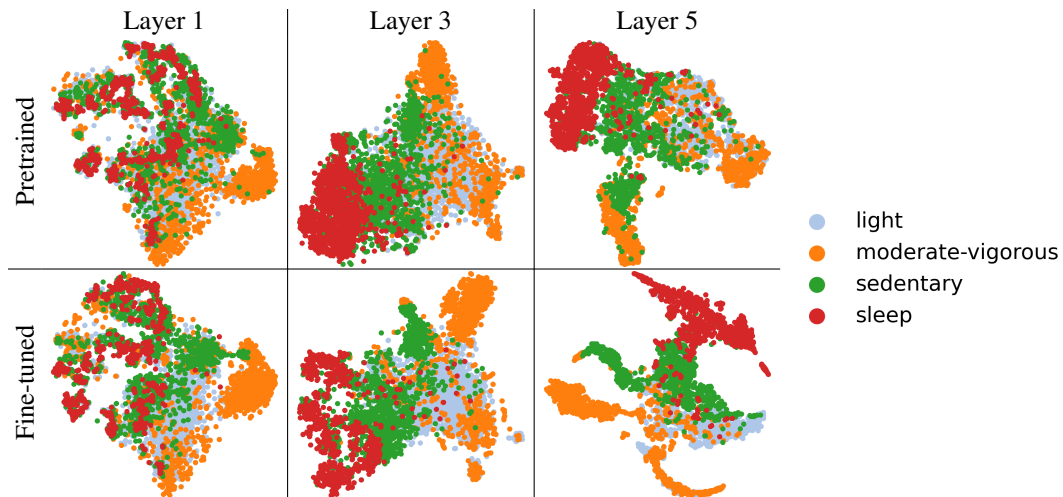 Layer 1
Layer 3
Layer 5
Pretrained
Fine-tuned
light
moderate-vigorous
sedentary
sleep